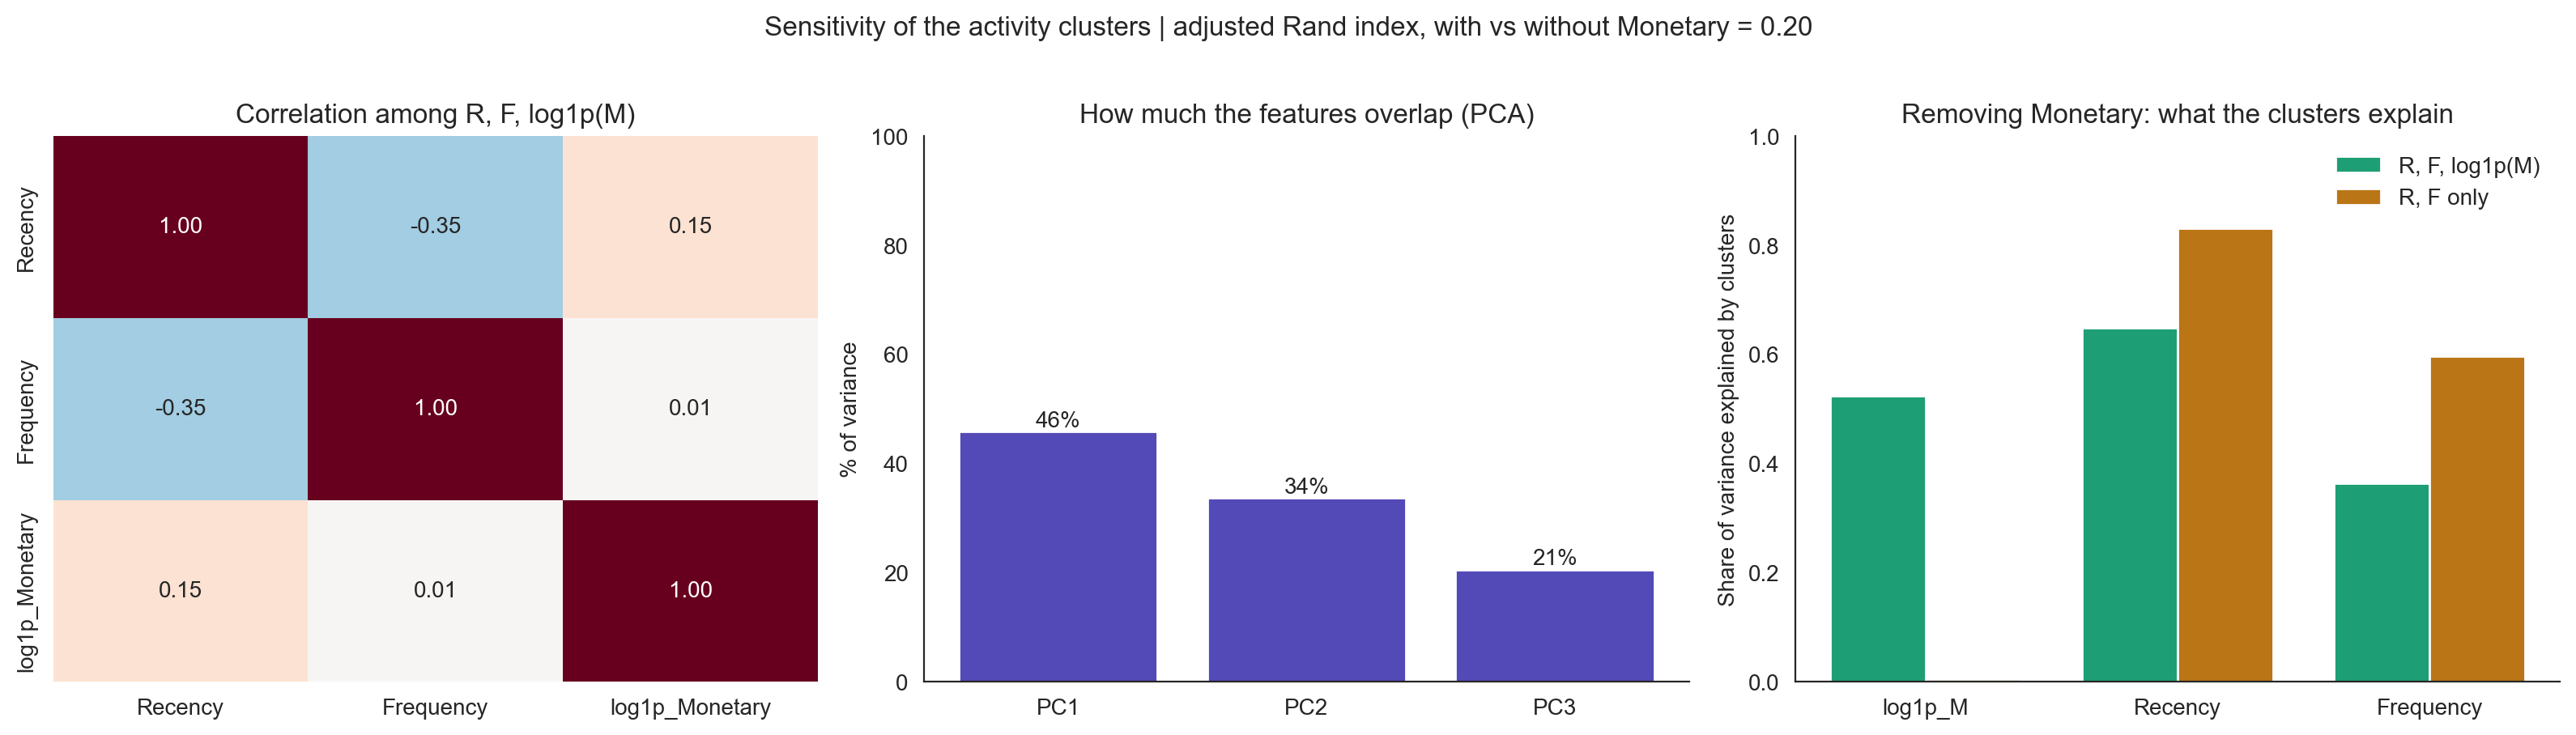 Sensitivity of the activity clusters | adjusted Rand index, with vs without Monetary = 0.20
Correlation among R, F, log1p(M)
Recency
Frequency
log1p_Monetary
1.00 -0.35 0.15
-0.35 1.00 0.01
0.15 0.01 1.00
Recency Frequency log1p_Monetary
How much the features overlap (PCA)
% of variance
100
80
60
40
20
0
46%
34%
21%
PC1 PC2 PC3
Removing Monetary: what the clusters explain
Share of variance explained by clusters
1.0
0.8
0.6
0.4
0.2
0.0
R, F, log1p(M)
R, F only
log1p_M Recency Frequency